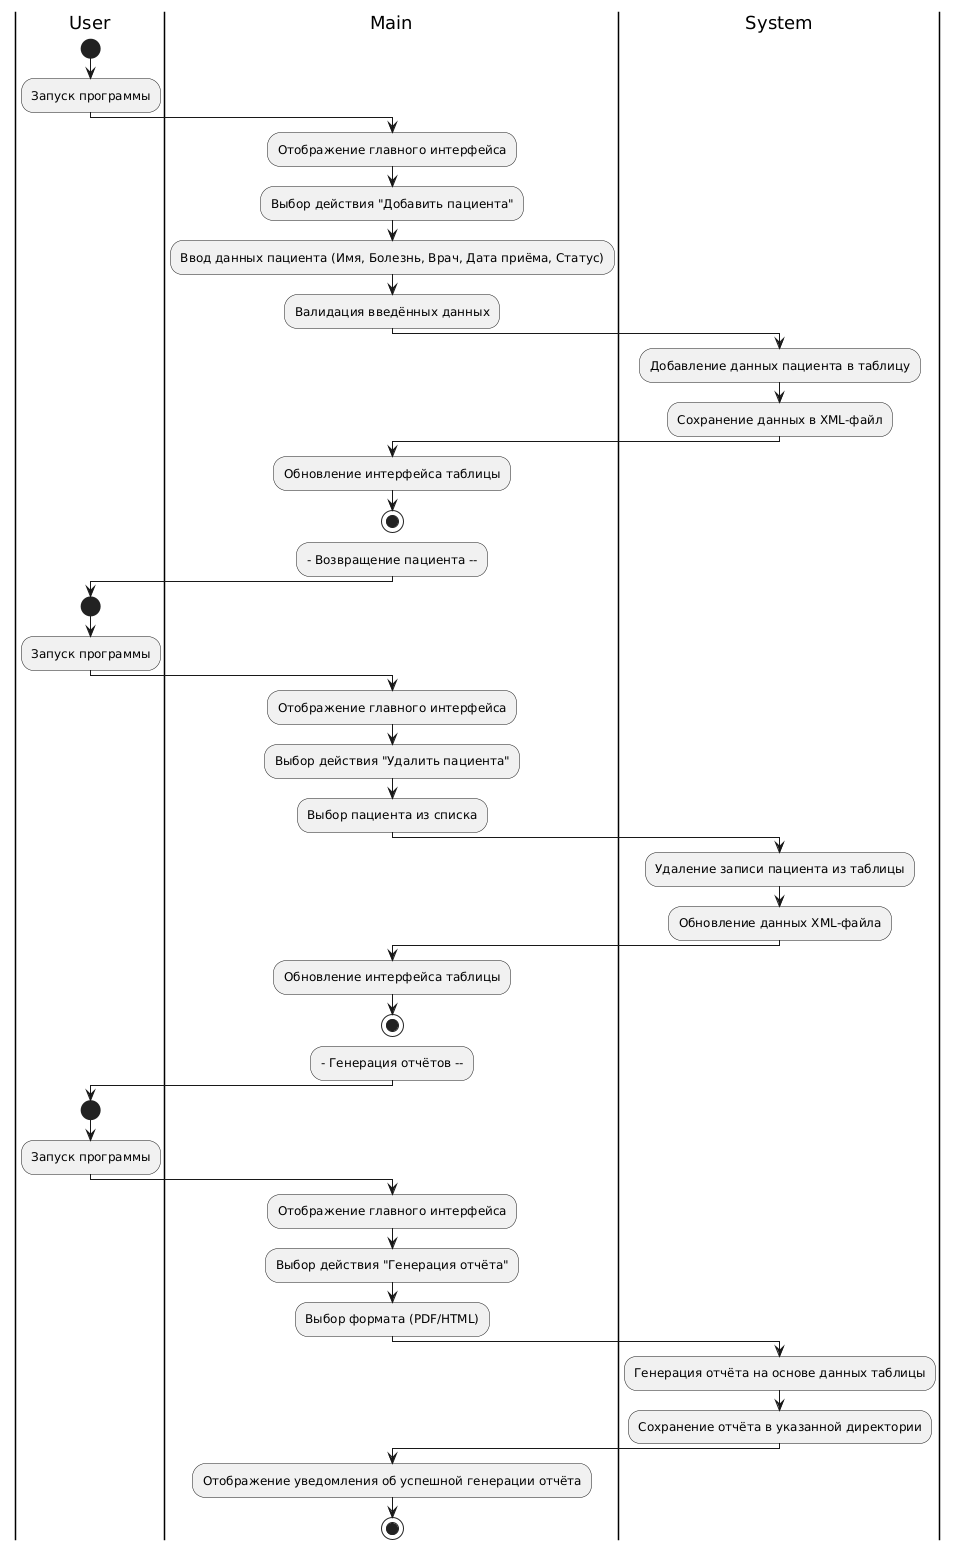 User
Main
System
Запуск программы
Отображение главного интерфейса
Выбор действия "Добавить пациента"
Ввод данных пациента (Имя, Болезнь, Врач, Дата приёма, Статус)
Валидация введённых данных
Добавление данных пациента в таблицу
Сохранение данных в XML-файл
Обновление интерфейса таблицы
- Возвращение пациента --
Запуск программы
Отображение главного интерфейса
Выбор действия "Удалить пациента"
Выбор пациента из списка
Удаление записи пациента из таблицы
Обновление данных XML-файла
Обновление интерфейса таблицы
- Генерация отчётов --
Запуск программы
Отображение главного интерфейса
Выбор действия "Генерация отчёта"
Выбор формата (PDF/HTML)
Генерация отчёта на основе данных таблицы
Сохранение отчёта в указанной директории
Отображение уведомления об успешной генерации отчёта